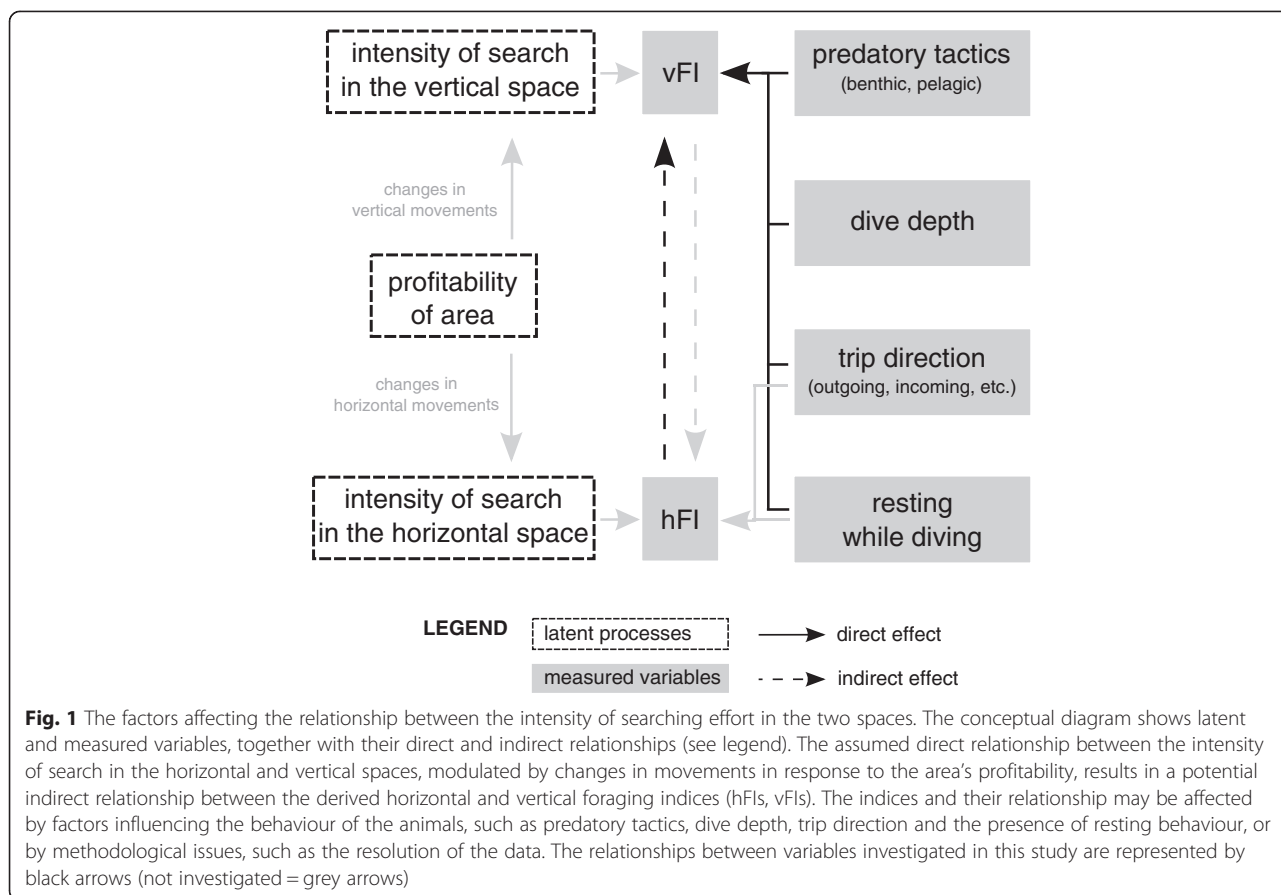 intensity of search
in the vertical space
vFI
predatory tactics
(benthic, pelagic)
changes in
vertical movements
dive depth
profitability
of area
trip direction
(outgoing, incoming, etc.)
changes in
horizontal movements
intensity of search
in the horizontal space
hFI
resting
while diving
LEGEND
latent processes
direct effect
measured variables
indirect effect
Fig. 1 The factors affecting the relationship between the intensity of searching effort in the two spaces. The conceptual diagram shows latent
and measured variables, together with their direct and indirect relationships (see legend). The assumed direct relationship between the intensity
of search in the horizontal and vertical spaces, modulated by changes in movements in response to the area's profitability, results in a potential
indirect relationship between the derived horizontal and vertical foraging indices (hFIs, vFIs). The indices and their relationship may be affected
by factors influencing the behaviour of the animals, such as predatory tactics, dive depth, trip direction and the presence of resting behaviour, or
by methodological issues, such as the resolution of the data. The relationships between variables investigated in this study are represented by
black arrows (not investigated = grey arrows)